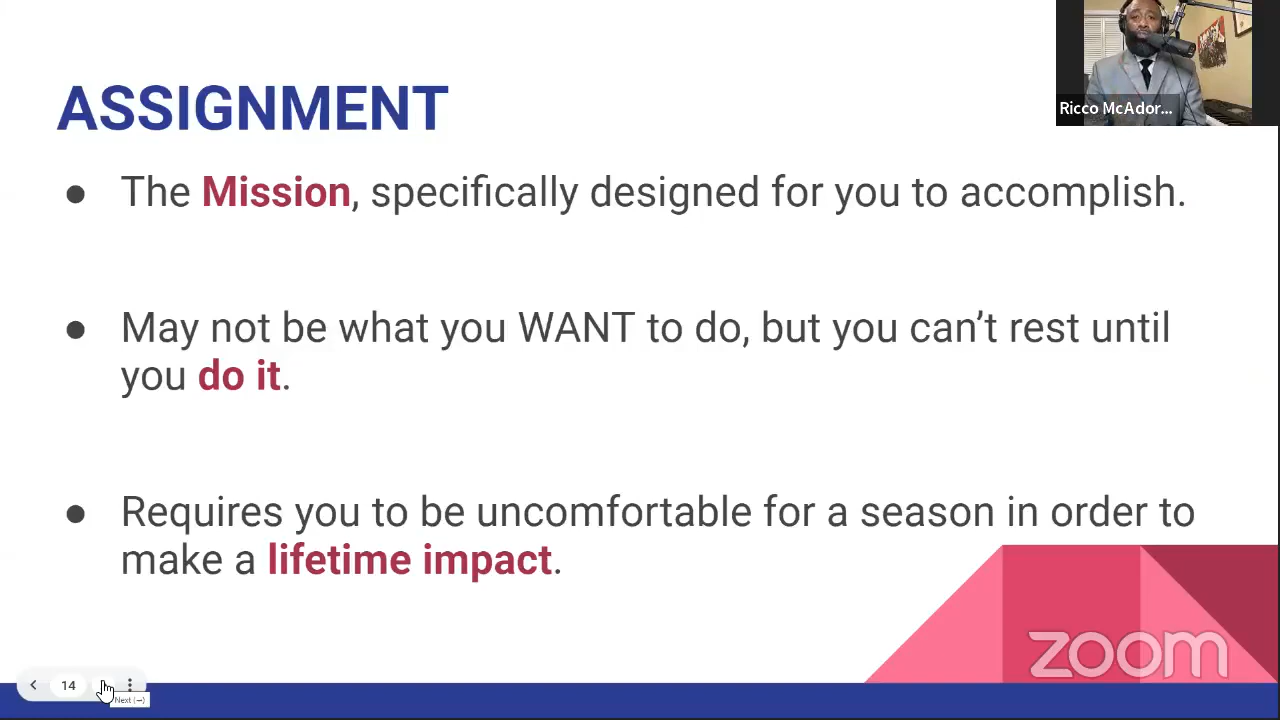 Ricco McAdor...
ASSIGNMENT
● The Mission, specifically designed for you to accomplish.
● May not be what you WANT to do, but you can’t rest until
you do it.
● Requires you to be uncomfortable for a season in order to
make a lifetime impact.
zoom
14
Next (→)